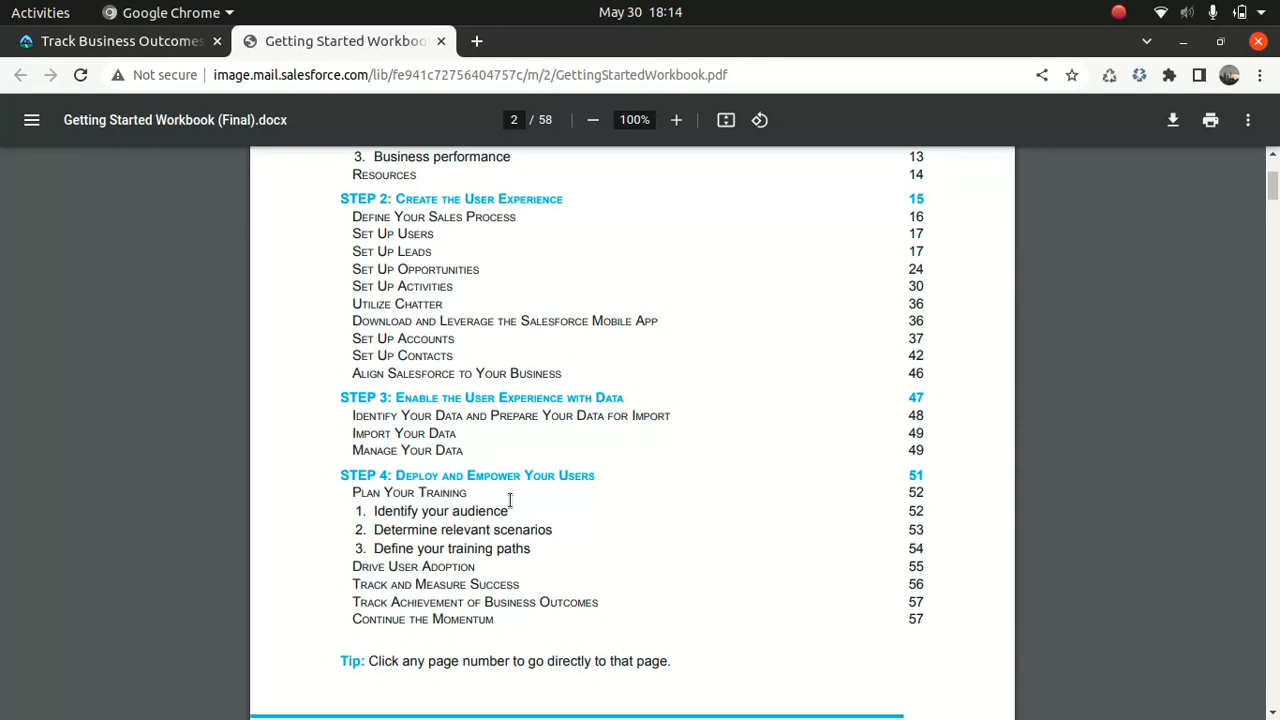 Activities
Google Chrome
May 30 18:14
Track Business Outcomes
Getting Started Workboo
Not secure
image.mail.salesforce.com/lib/fe941c72756404757c/m/2/GettingStartedWorkbook.pdf
Getting Started Workbook (Final).docx
2 / 58
100%
3. Business performance 13
RESOURCES 14
STEP 2: CREATE THE USER EXPERIENCE 15
DEFINE YOUR SALES PROCESS 16
SET UP USERS 17
SET UP LEADS 17
SET UP OPPORTUNITIES 24
SET UP ACTIVITIES 30
UTILIZE CHATTER 36
DOWNLOAD AND LEVERAGE THE SALESFORCE MOBILE APP 36
SET UP ACCOUNTS 37
SET UP CONTACTS 42
ALIGN SALESFORCE TO YOUR BUSINESS 46
STEP 3: ENABLE THE USER EXPERIENCE WITH DATA 47
IDENTIFY YOUR DATA AND PREPARE YOUR DATA FOR IMPORT 48
IMPORT YOUR DATA 49
MANAGE YOUR DATA 49
STEP 4: DEPLOY AND EMPOWER YOUR USERS 51
PLAN YOUR TRAINING 52
1. Identify your audience 52
2. Determine relevant scenarios 53
3. Define your training paths 54
DRIVE USER ADOPTION 55
TRACK AND MEASURE SUCCESS 56
TRACK ACHIEVEMENT OF BUSINESS OUTCOMES 57
CONTINUE THE MOMENTUM 57
Tip: Click any page number to go directly to that page.